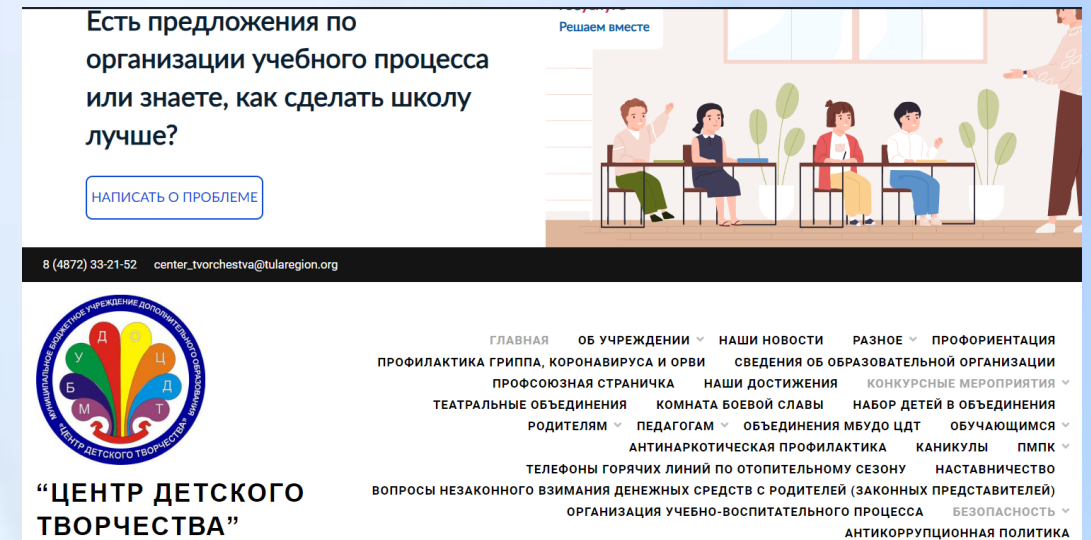 Есть предложения по
организации учебного процесса
или знаете, как сделать школу
лучше?
НАПИСАТЬ О ПРОБЛЕМЕ
Решаем вместе
8 (4872) 33-21-52 center_tvorchestva@tularegion.org
МУНИЦИПАЛЬНОЕ БЮДЖЕТНОЕ УЧРЕЖДЕНИЕ ДОПОЛНИТЕЛЬНОГО ОБРАЗОВАНИЯ
"ЦЕНТР ДЕТСКОГО ТВОРЧЕСТВА"
М Б У Д О Ц Д Т
"ЦЕНТР ДЕТСКОГО
ТВОРЧЕСТВА"
ГЛАВНАЯ ОБ УЧРЕЖДЕНИИ НАШИ НОВОСТИ РАЗНОЕ ПРОФОРИЕНТАЦИЯ
ПРОФИЛАКТИКА ГРИППА, КОРОНАВИРУСА И ОРВИ СВЕДЕНИЯ ОБ ОБРАЗОВАТЕЛЬНОЙ ОРГАНИЗАЦИИ
ПРОФСОЮЗНАЯ СТРАНИЧКА НАШИ ДОСТИЖЕНИЯ КОНКУРСНЫЕ МЕРОПРИЯТИЯ
ТЕАТРАЛЬНЫЕ ОБЪЕДИНЕНИЯ КОМНАТА БОЕВОЙ СЛАВЫ НАБОР ДЕТЕЙ В ОБЪЕДИНЕНИЯ
РОДИТЕЛЯМ ПЕДАГОГАМ ОБЪЕДИНЕНИЯ МБУДО ЦДТ ОБУЧАЮЩИМСЯ
АНТИНАРКОТИЧЕСКАЯ ПРОФИЛАКТИКА КАНИКУЛЫ ПМПК
ТЕЛЕФОНЫ ГОРЯЧИХ ЛИНИЙ ПО ОТОПИТЕЛЬНОМУ СЕЗОНУ НАСТАВНИЧЕСТВО
ВОПРОСЫ НЕЗАКОННОГО ВЗИМАНИЯ ДЕНЕЖНЫХ СРЕДСТВ С РОДИТЕЛЕЙ (ЗАКОННЫХ ПРЕДСТАВИТЕЛЕЙ)
ОРГАНИЗАЦИЯ УЧЕБНО-ВОСПИТАТЕЛЬНОГО ПРОЦЕССА БЕЗОПАСНОСТЬ
АНТИКОРРУПЦИОННАЯ ПОЛИТИКА